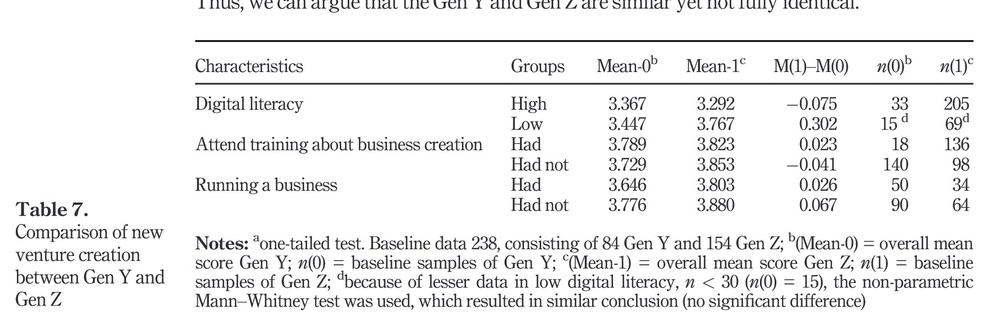 Thus, we can argue that the Gen Y and Gen Z are similar yet not fully identical.
Characteristics Groups Mean-0b Mean-1c M(1)–M(0) n(0)b n(1)c
Digital literacy High 3.367 3.292 −0.075 33 205
Low 3.447 3.767 0.302 15 d 69d
Attend training about business creation Had 3.789 3.823 0.023 18 136
Had not 3.729 3.853 −0.041 140 98
Running a business Had 3.646 3.803 0.026 50 34
Had not 3.776 3.880 0.067 90 64
Table 7.
Comparison of new
venture creation
between Gen Y and
Gen Z
Notes: aone-tailed test. Baseline data 238, consisting of 84 Gen Y and 154 Gen Z; b(Mean-0) = overall mean
score Gen Y; n(0) = baseline samples of Gen Y; c(Mean-1) = overall mean score Gen Z; n(1) = baseline
samples of Gen Z; dbecause of lesser data in low digital literacy, n < 30 (n(0) = 15), the non-parametric
Mann–Whitney test was used, which resulted in similar conclusion (no significant difference)